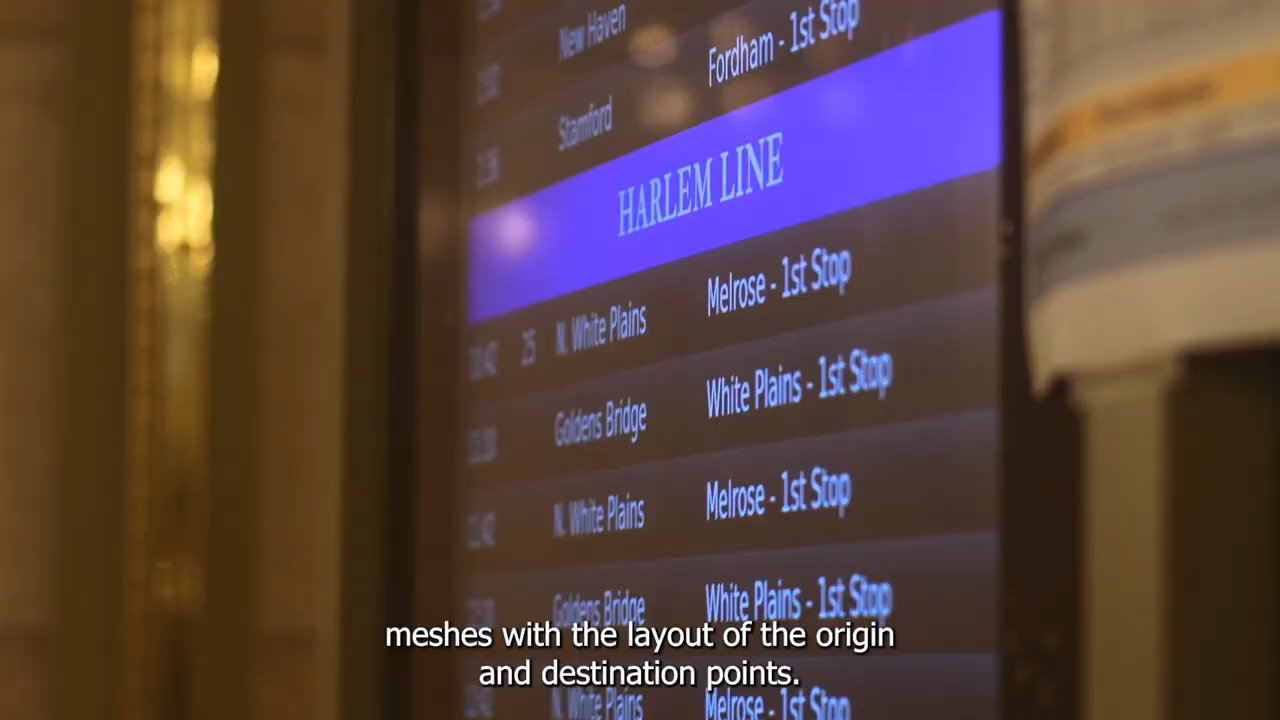 New Haven Fordham - 1st Stop
Stamford
HARLEM LINE
25 N. White Plains Melrose - 1st Stop
Goldens Bridge White Plains - 1st Stop
N. White Plains Melrose - 1st Stop
Goldens Bridge White Plains - 1st Stop
meshes with the layout of the origin
and destination points.
N. White Plains Melrose - 1st Stop